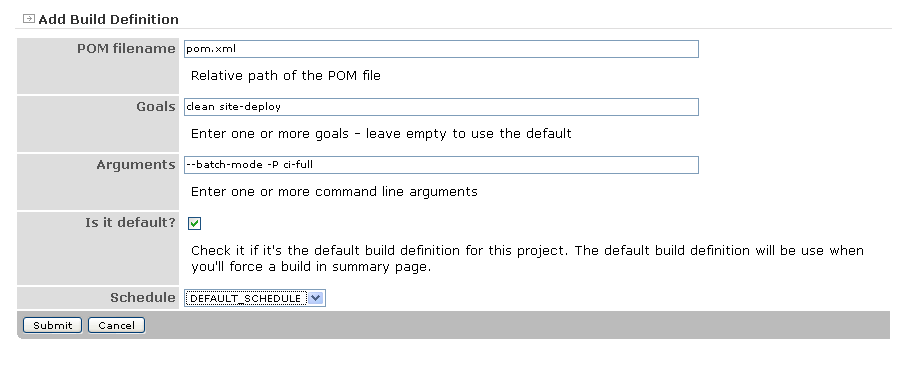 Add Build Definition
POM filename pom.xml
Relative path of the POM file
Goals clean site-deploy
Enter one or more goals - leave empty to use the default
Arguments --batch-mode -P ci-full
Enter one or more command line arguments
Is it default?
Check it if it's the default build definition for this project. The default build definition will be use when
you'll force a build in summary page.
Schedule DEFAULT_SCHEDULE
Submit Cancel